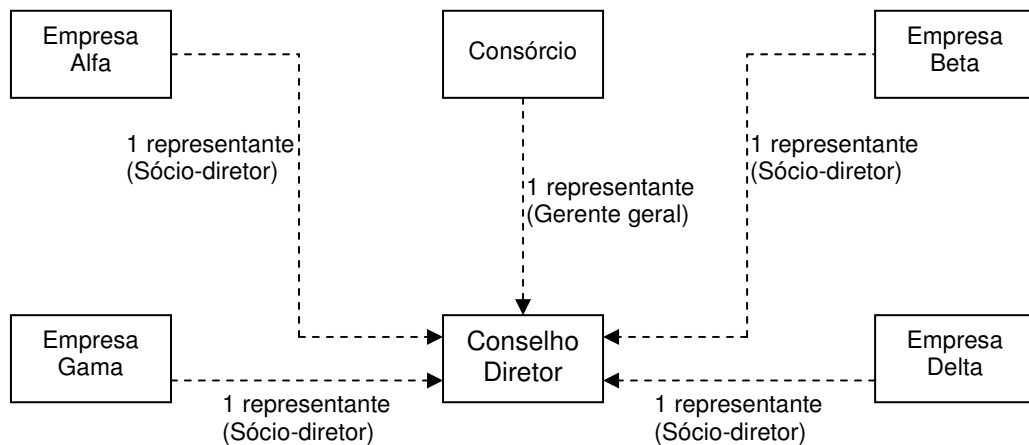 Empresa
Alfa
Consórcio
Empresa
Beta
1 representante
(Sócio-diretor)
1 representante
(Gerente geral)
1 representante
(Sócio-diretor)
Empresa
Gama
Conselho
Diretor
Empresa
Delta
1 representante
(Sócio-diretor)
1 representante
(Sócio-diretor)